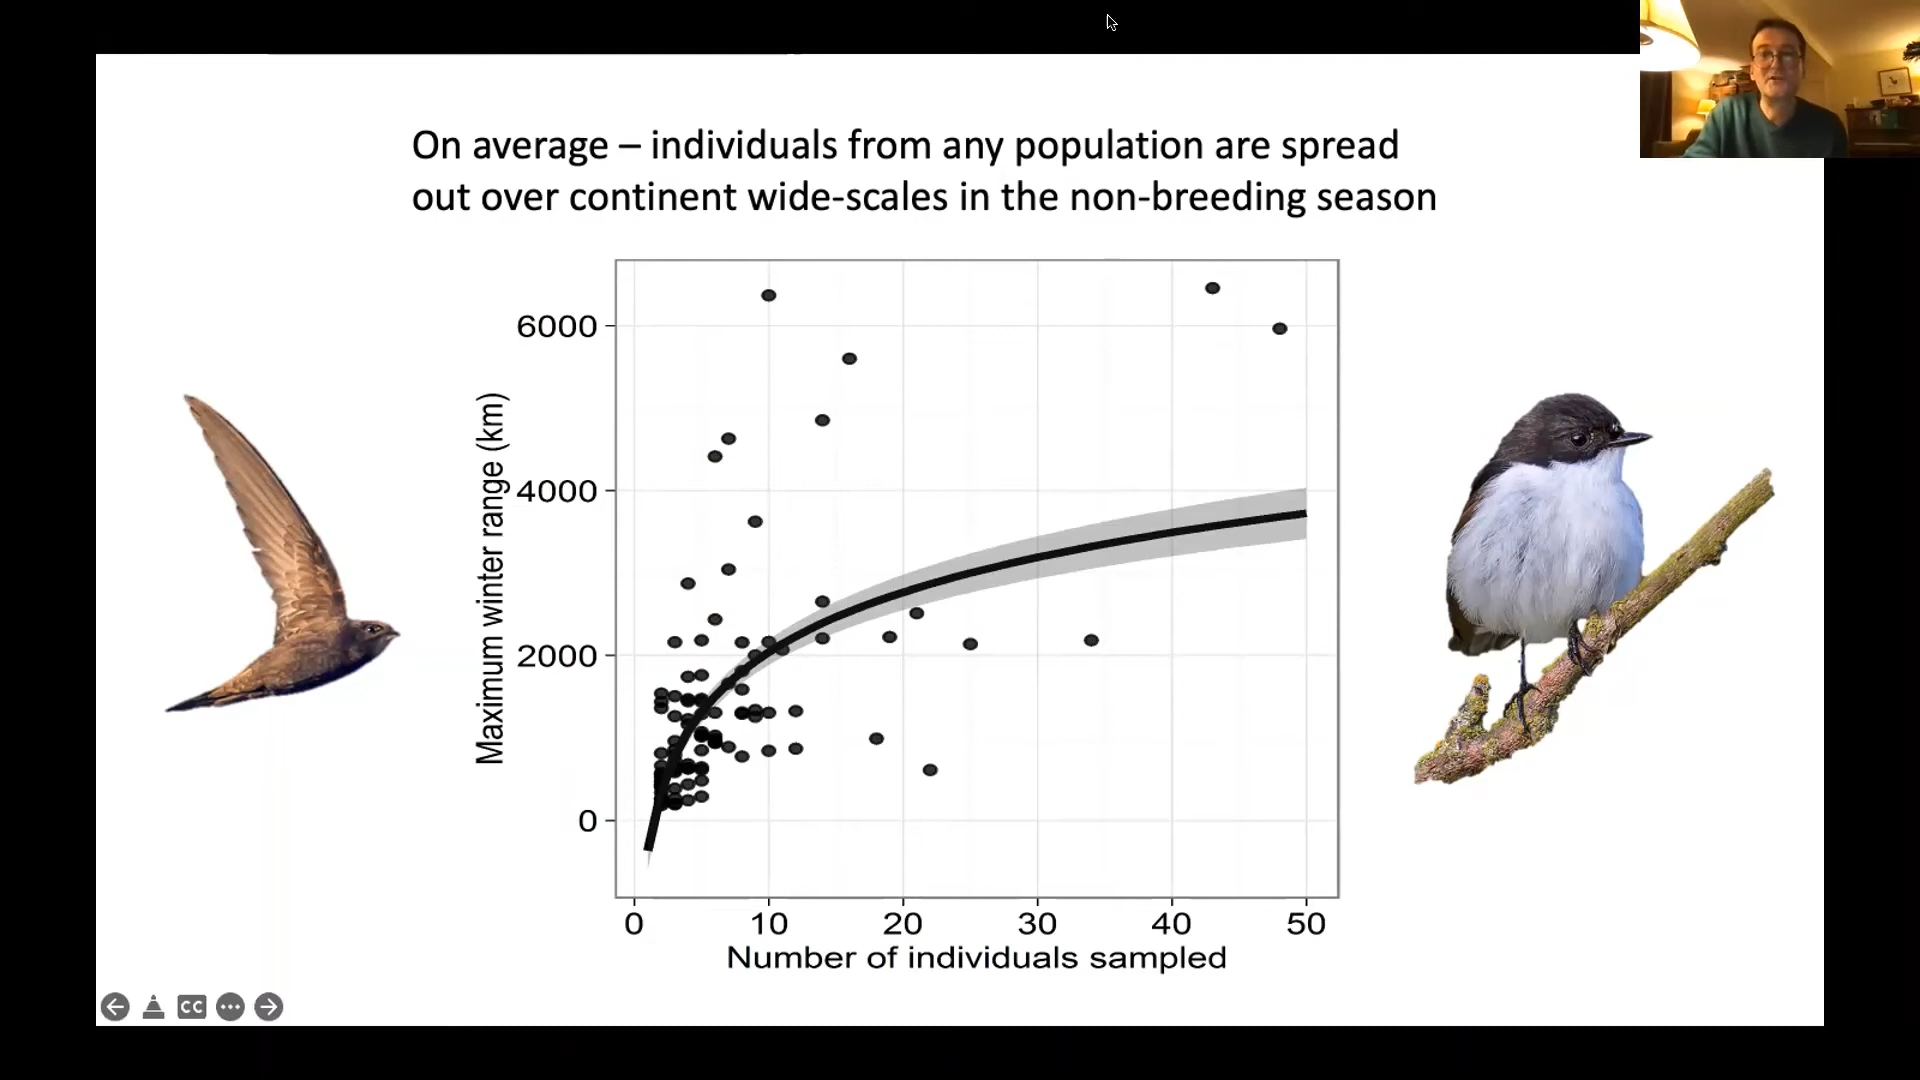 On average – individuals from any population are spread
out over continent wide-scales in the non-breeding season
6000
4000
2000
0
Maximum winter range (km)
0 10 20 30 40 50
Number of individuals sampled
CC